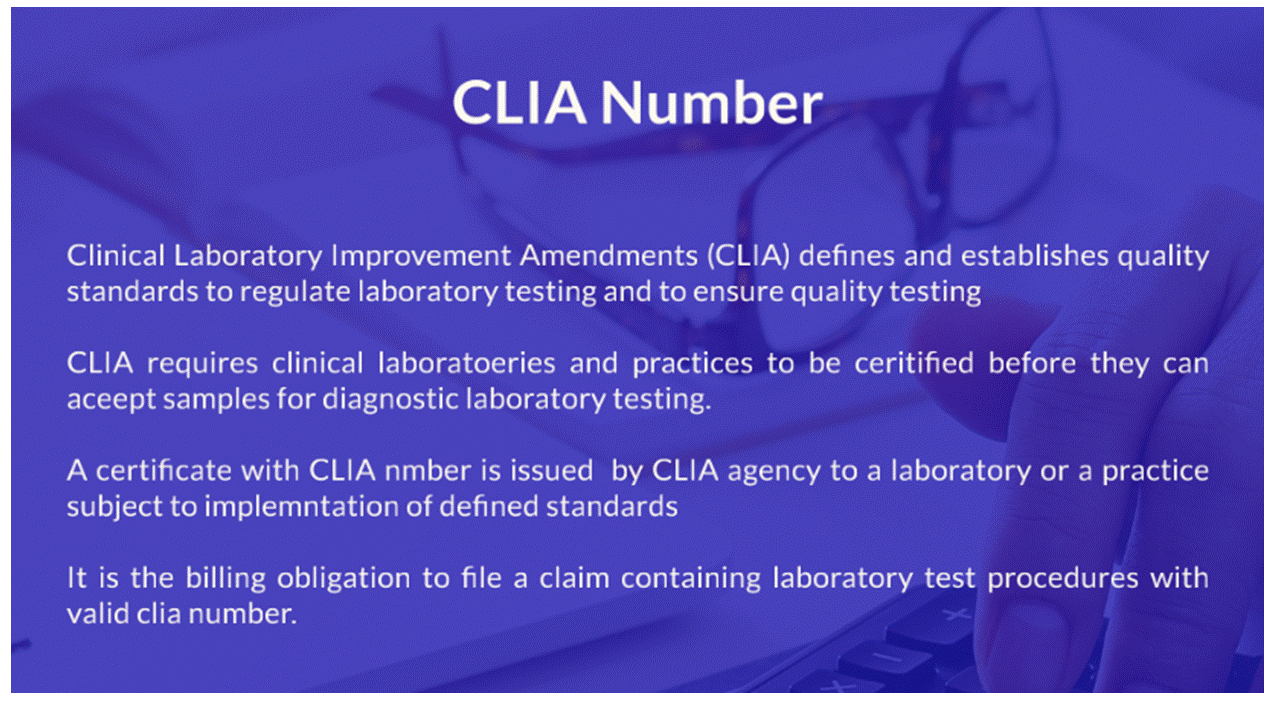 CLIA Number
Clinical Laboratory Improvement Amendments (CLIA) defines and establishes quality
standards to regulate laboratory testing and to ensure quality testing
CLIA requires clinical laboratoeries and practices to be ceritified before they can
aceept samples for diagnostic laboratory testing.
A certificate with CLIA nmber is issued  by CLIA agency to a laboratory or a practice
subject to implemntation of defined standards
It is the billing obligation to file a claim containing laboratory test procedures with
valid clia number.